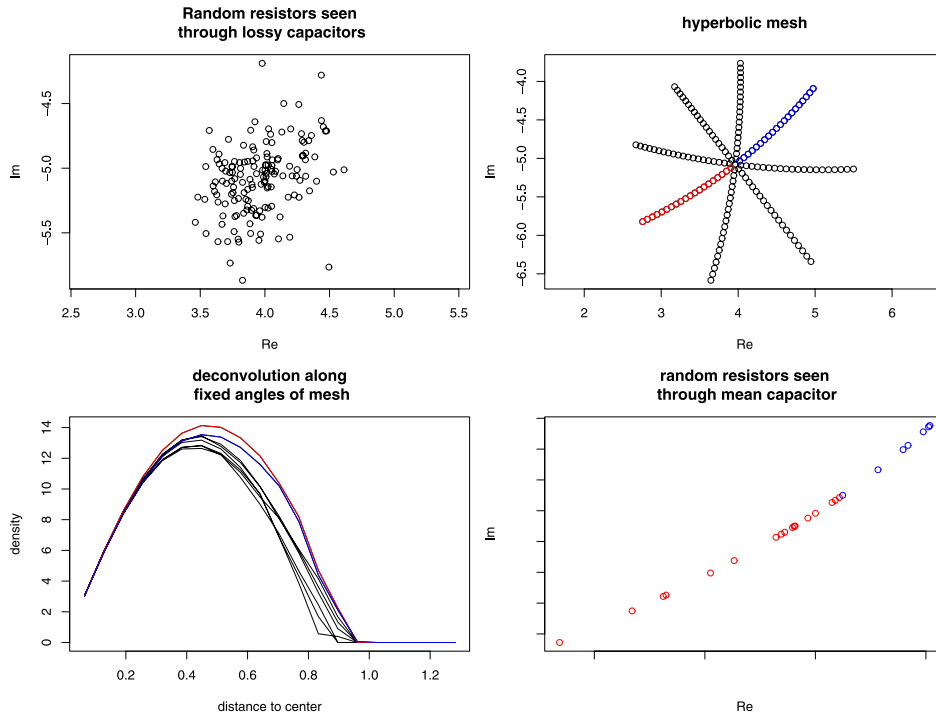 Random resistors seen
through lossy capacitors
Im
−4.5
−5.0
−5.5
2.5 3.0 3.5 4.0 4.5 5.0 5.5
Re
hyperbolic mesh
Im
−4.0
−4.5
−5.0
−5.5
−6.0
−6.5
2 3 4 5 6
Re
deconvolution along
fixed angles of mesh
density
14
12
10
8
6
4
2
0
0.2 0.4 0.6 0.8 1.0 1.2
distance to center
random resistors seen
through mean capacitor
Im
Re